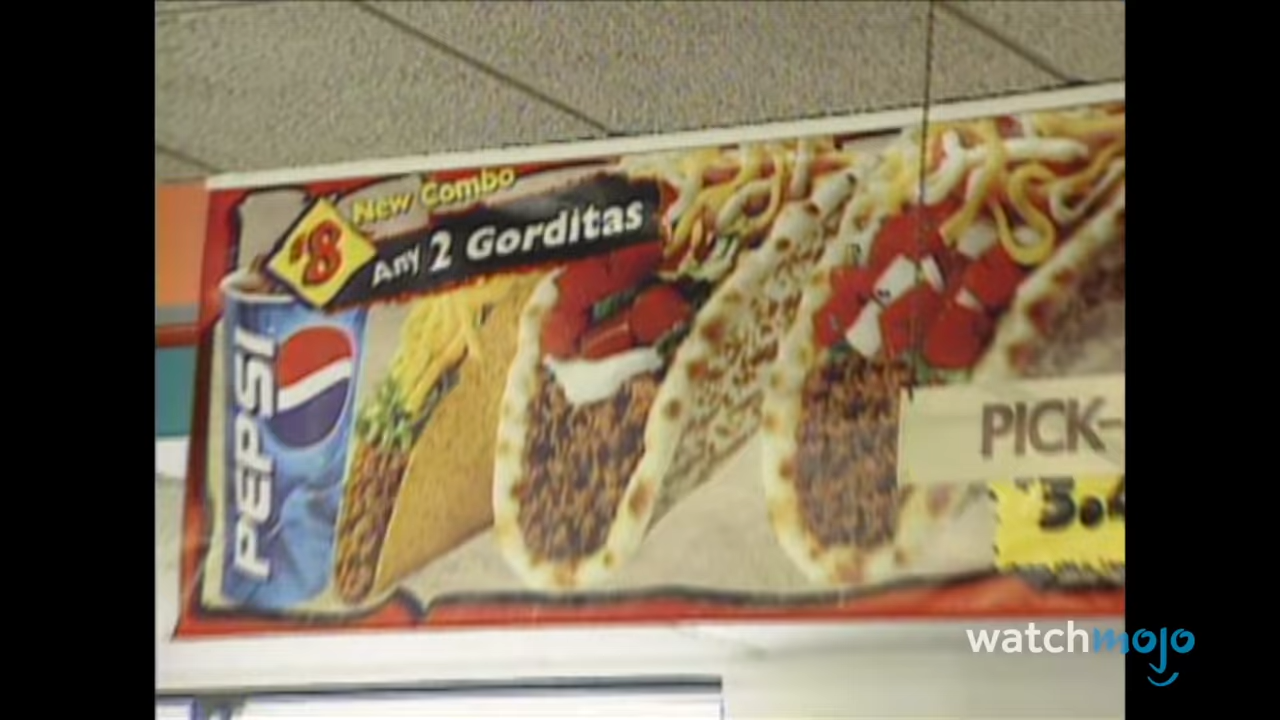 New Combo
#8
Any 2 Gorditas
PEPSI
PICK-
watchmojo